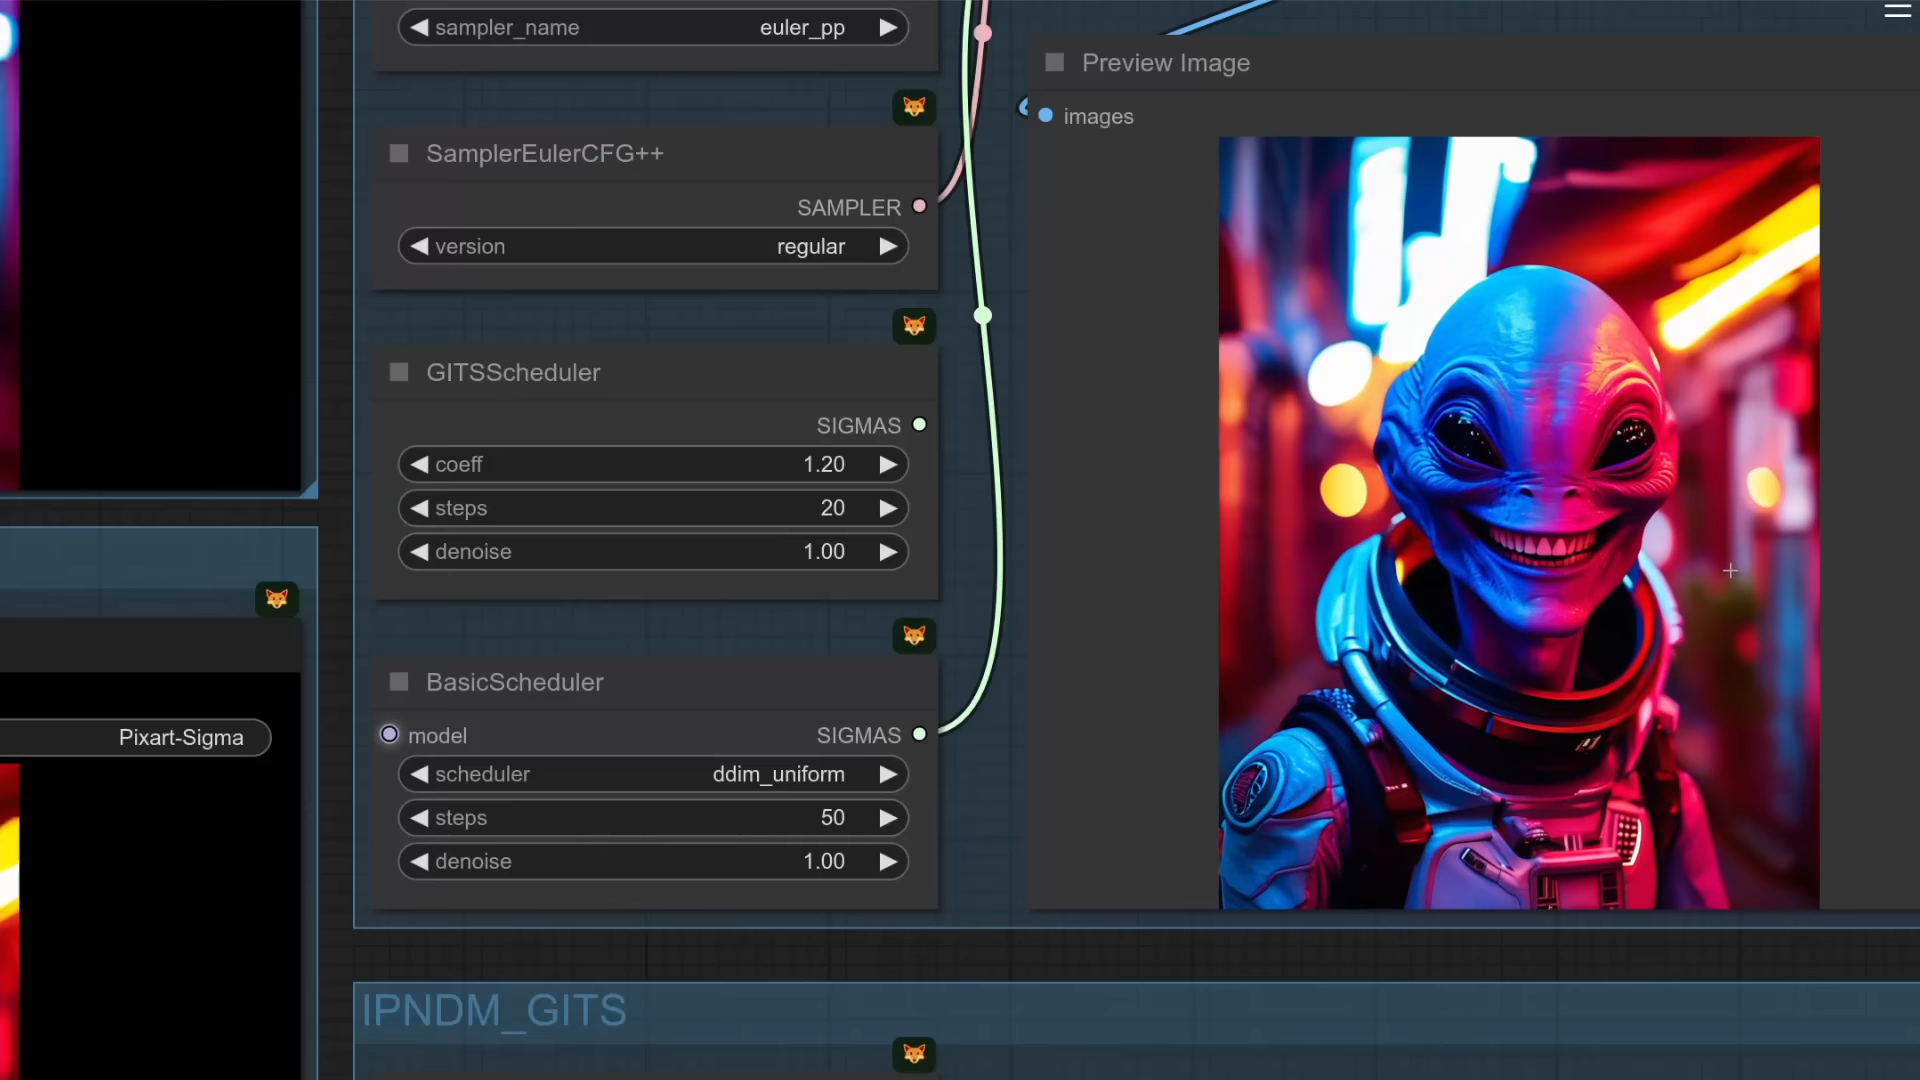 sampler_name euler_pp
SamplerEulerCFG++
SAMPLER
version regular
GITSScheduler
SIGMAS
coeff 1.20
steps 20
denoise 1.00
BasicScheduler
model SIGMAS
scheduler ddim_uniform
steps 50
denoise 1.00
Preview Image
images
Pixart-Sigma
IPNDM_GITS